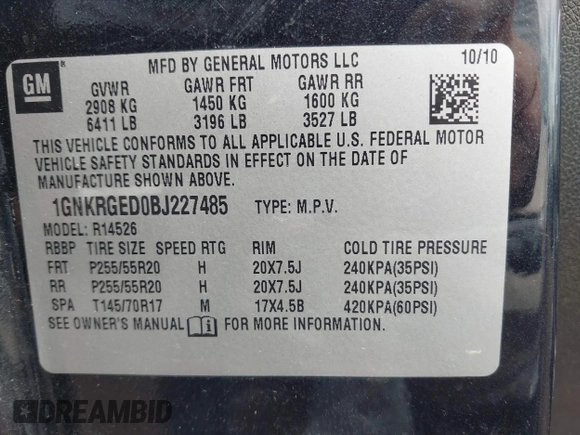 GM ®
MFD BY GENERAL MOTORS LLC 10/10
GVWR GAWR FRT GAWR RR
2908 KG 1450 KG 1600 KG
6411 LB 3196 LB 3527 LB
THIS VEHICLE CONFORMS TO ALL APPLICABLE U.S. FEDERAL MOTOR
VEHICLE SAFETY STANDARDS IN EFFECT ON THE DATE OF
MANUFACTURE SHOWN ABOVE.
1GNKRGED0BJ227485 TYPE: M.P.V.
MODEL: R14526
RBBP TIRE SIZE SPEED RTG RIM COLD TIRE PRESSURE
FRT P255/55R20 H 20X7.5J 240KPA(35PSI)
RR P255/55R20 H 20X7.5J 240KPA(35PSI)
SPA T145/70R17 M 17X4.5B 420KPA(60PSI)
SEE OWNER'S MANUAL FOR MORE INFORMATION.
DREAMBID